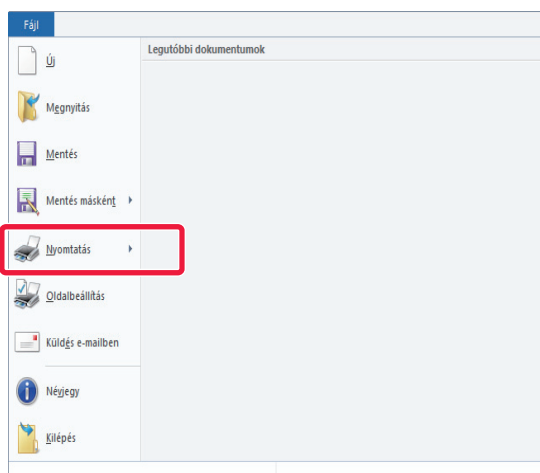 Fájl
Legutóbbi dokumentumok
Új
Megnyitás
Mentés
Mentés másként
Nyomtatás
Oldalbeállítás
Küldés e-mailben
Névjegy
Kilépés